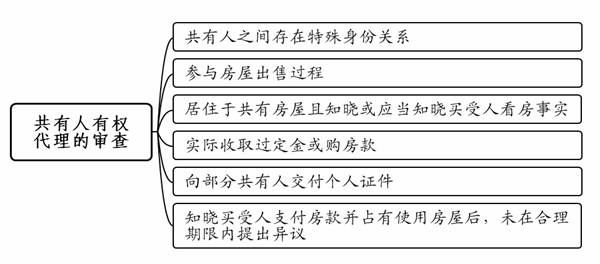 共有人有权
代理的审查
共有人之间存在特殊身份关系
参与房屋出售过程
居住于共有房屋且知晓或应当知晓买受人看房事实
实际收取过定金或购房款
向部分共有人交付个人证件
知晓买受人支付房款并占有使用房屋后，未在合理
期限内提出异议